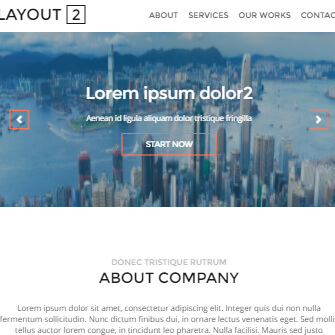 LAYOUT 2
ABOUT SERVICES OUR WORKS CONTAC
Lorem ipsum dolor2
Aenean id ligula aliquam dolor tristique fringilla
START NOW
DONEC TRISTIQUE RUTRUM
ABOUT COMPANY
Lorem ipsum dolor sit amet, consectetur adipiscing elit. Integer quis dui non nulla
fermentum sollicitudin. Nunc dictum finibus dui, in ornare lectus venenatis eget. Sed molli
tellus auctor lorem congue, in tincidunt leo pharetra. Nulla facilisi. Mauris sed justo